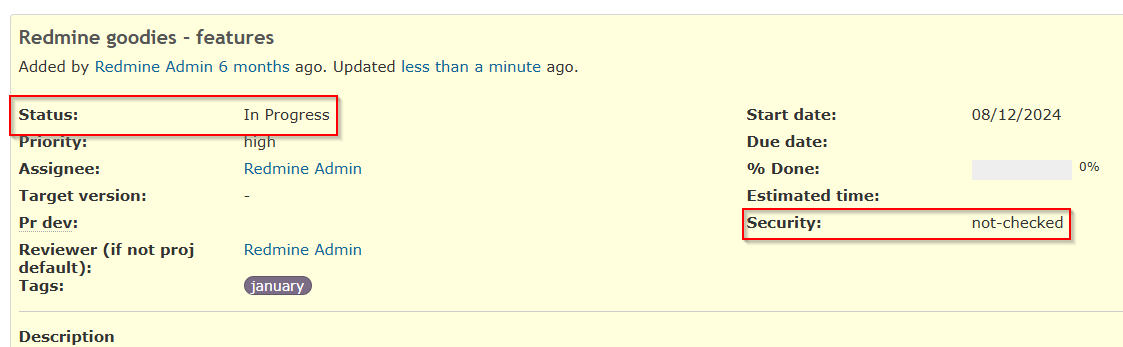 Redmine goodies - features
Added by Redmine Admin 6 months ago. Updated less than a minute ago.
Status: In Progress
Start date: 08/12/2024
Priority: high
Due date:
Assignee: Redmine Admin
% Done: 0%
Target version: -
Estimated time:
Pr dev:
Security: not-checked
Reviewer (if not proj default): Redmine Admin
Tags: january
Description